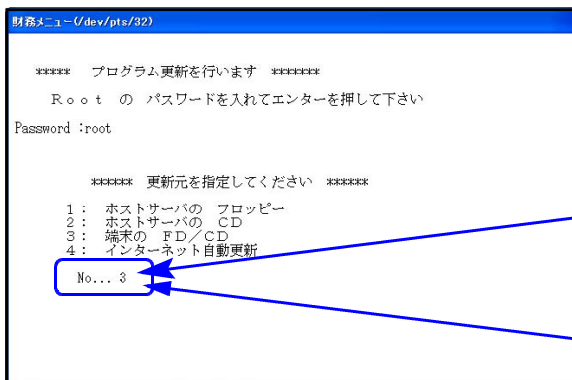 財務メニュー(/dev/pts/32)
***** プログラム更新を行います *******
Root の パスワードを入れてエンターを押して下さい
Password :root
****** 更新元を指定してください ******
1： ホストサーバの フロッピー
2： ホストサーバの CD
3： 端末の FD／CD
4： インターネット自動更新
No... 3